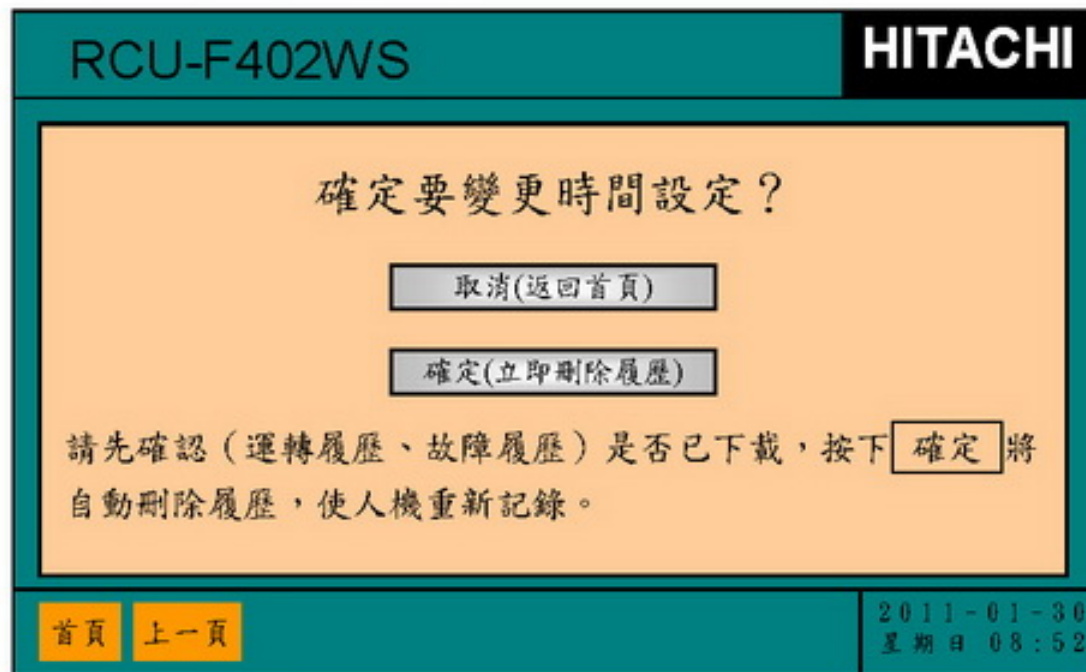 RCU-F402WS
HITACHI
確定要變更時間設定？
取消(返回首頁)
確定(立即刪除履歷)
請先確認（運轉履歷、故障履歷）是否已下載，按下 確定 將
自動刪除履歷，使人機重新記錄。
首頁 上一頁
2011-01-30
星期日 08:52